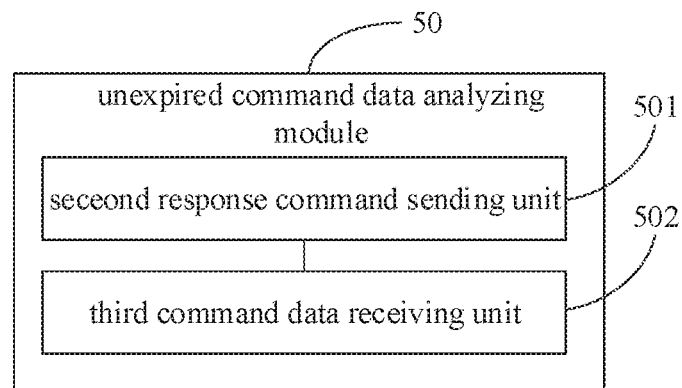 50
unexpired command data analyzing
module
501
seceond response command sending unit
502
third command data receiving unit